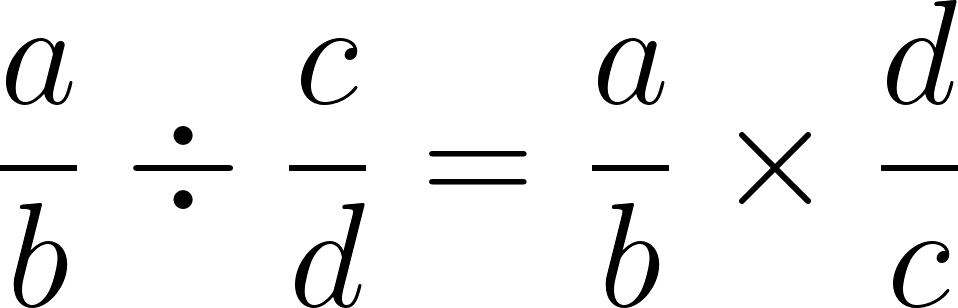 a/b ÷ c/d = a/b × d/c